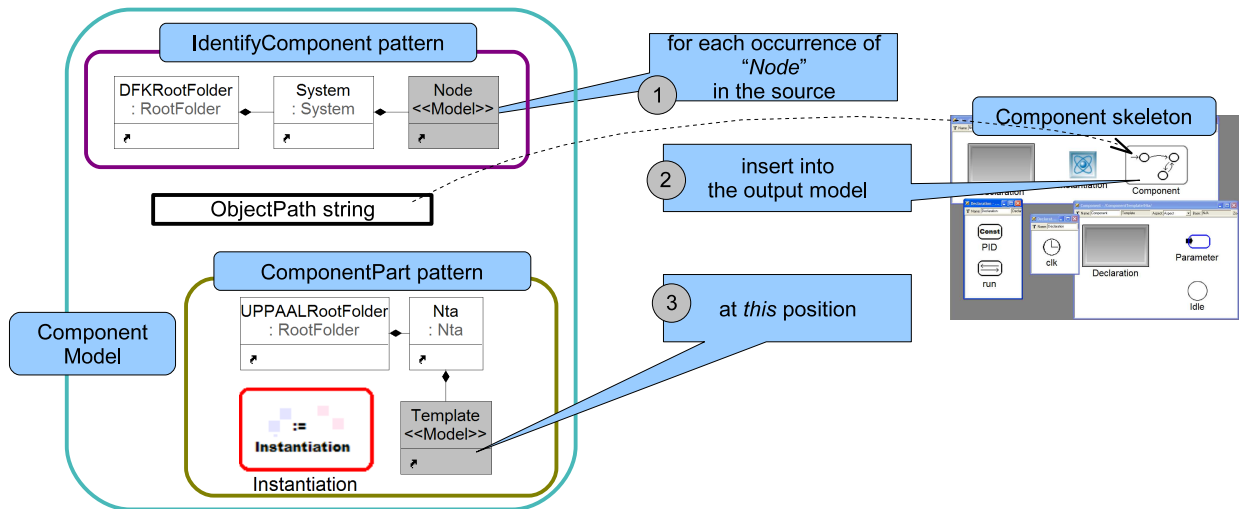 IdentifyComponent pattern
DFKRootFolder
: RootFolder
System
: System
Node
<<Model>>
for each occurrence of
“Node”
in the source
1
ObjectPath string
insert into
the output model
2
Component skeleton
Component
Declaration
PID
Const
run
clk
Declaration
Parameter
Idle
ComponentPart pattern
UPPAALRootFolder
: RootFolder
Nta
: Nta
Template
<<Model>>
:=
Instantiation
Instantiation
at this position
3
Component
Model